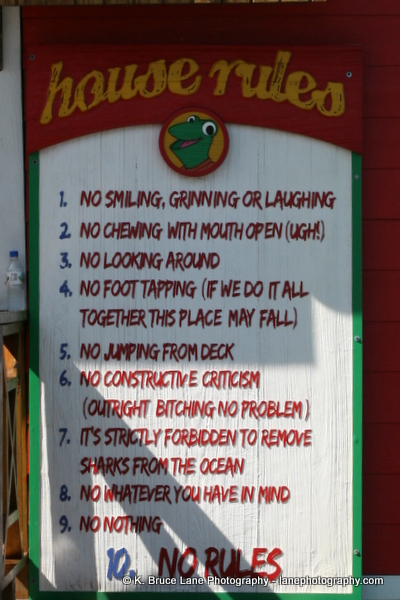 house rules
1. NO SMILING, GRINNING OR LAUGHING
2. NO CHEWING WITH MOUTH OPEN (UGH!)
3. NO LOOKING AROUND
4. NO FOOT TAPPING (IF WE DO IT ALL
TOGETHER THIS PLACE MAY FALL)
5. NO JUMPING FROM DECK
6. NO CONSTRUCTIVE CRITICISM
(OUTRIGHT BITCHING NO PROBLEM)
7. IT'S STRICTLY FORBIDDEN TO REMOVE
SHARKS FROM THE OCEAN
8. NO WHATEVER YOU HAVE IN MIND
9. NO NOTHING
10. NO RULES
© K. Bruce Lane Photography - lanephotography.com